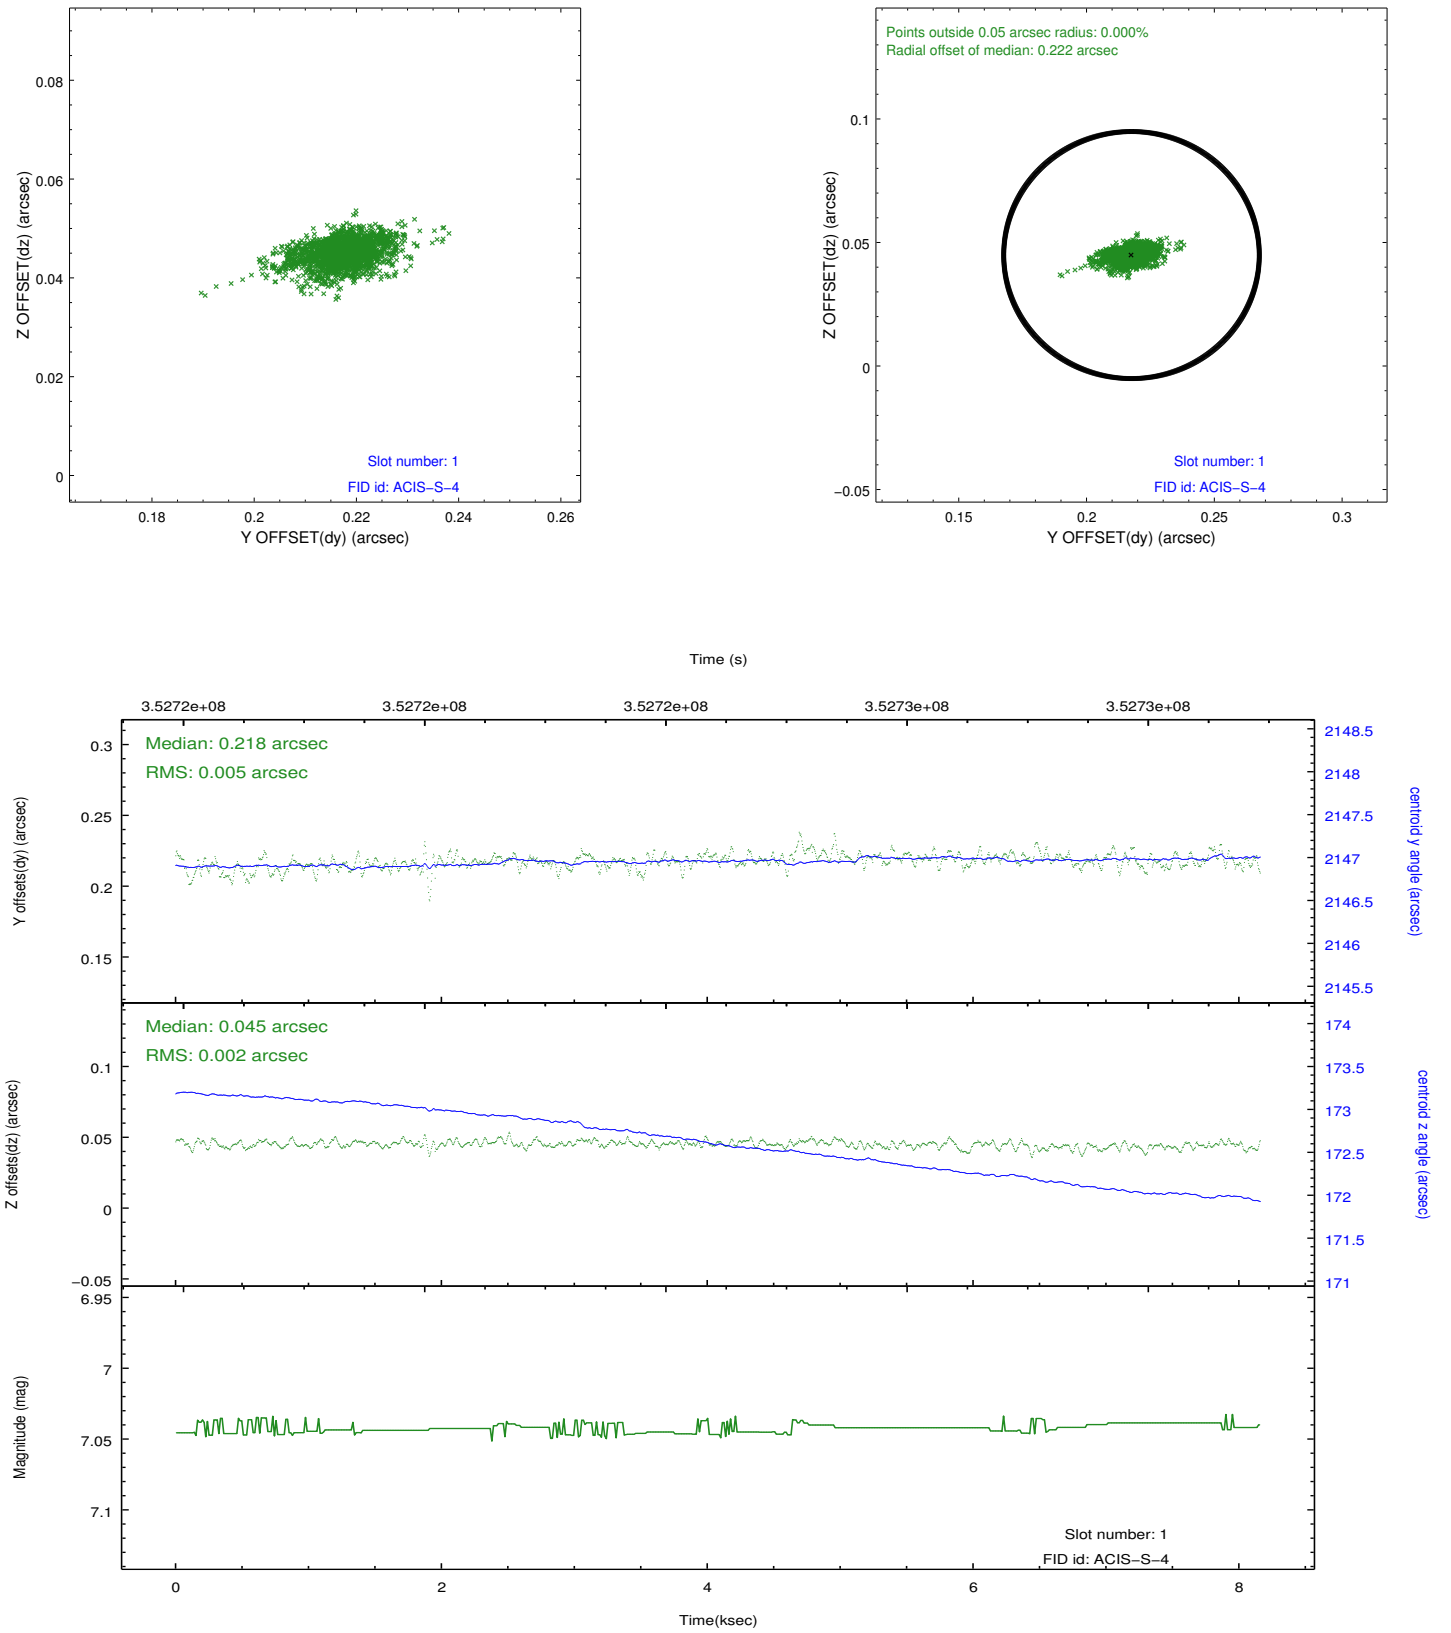 0.08
0.06
0.04
0.02
0
Z OFFSET(dz) (arcsec)
Slot number: 1
FID id: ACIS−S−4
0.18
0.2
0.22
0.24
0.26
Y OFFSET(dy) (arcsec)
Points outside 0.05 arcsec radius: 0.000%
Radial offset of median: 0.222 arcsec
0.1
0.05
0
−0.05
Z OFFSET(dz) (arcsec)
Slot number: 1
FID id: ACIS−S−4
0.15
0.2
0.25
0.3
Y OFFSET(dy) (arcsec)
Time (s)
3.5272e+08
3.5272e+08
3.5272e+08
3.5273e+08
3.5273e+08
Median: 0.218 arcsec
RMS: 0.005 arcsec
0.3
0.25
0.2
0.15
Y offsets(dy) (arcsec)
2148.5
2148
2147.5
2147
2146.5
2146
2145.5
centroid y angle (arcsec)
Median: 0.045 arcsec
RMS: 0.002 arcsec
0.1
0.05
0
−0.05
Z offsets(dz) (arcsec)
174
173.5
173
172.5
172
171.5
171
centroid z angle (arcsec)
6.95
7
7.05
7.1
Magnitude (mag)
Slot number: 1
FID id: ACIS−S−4
0
2
4
6
8
Time(ksec)